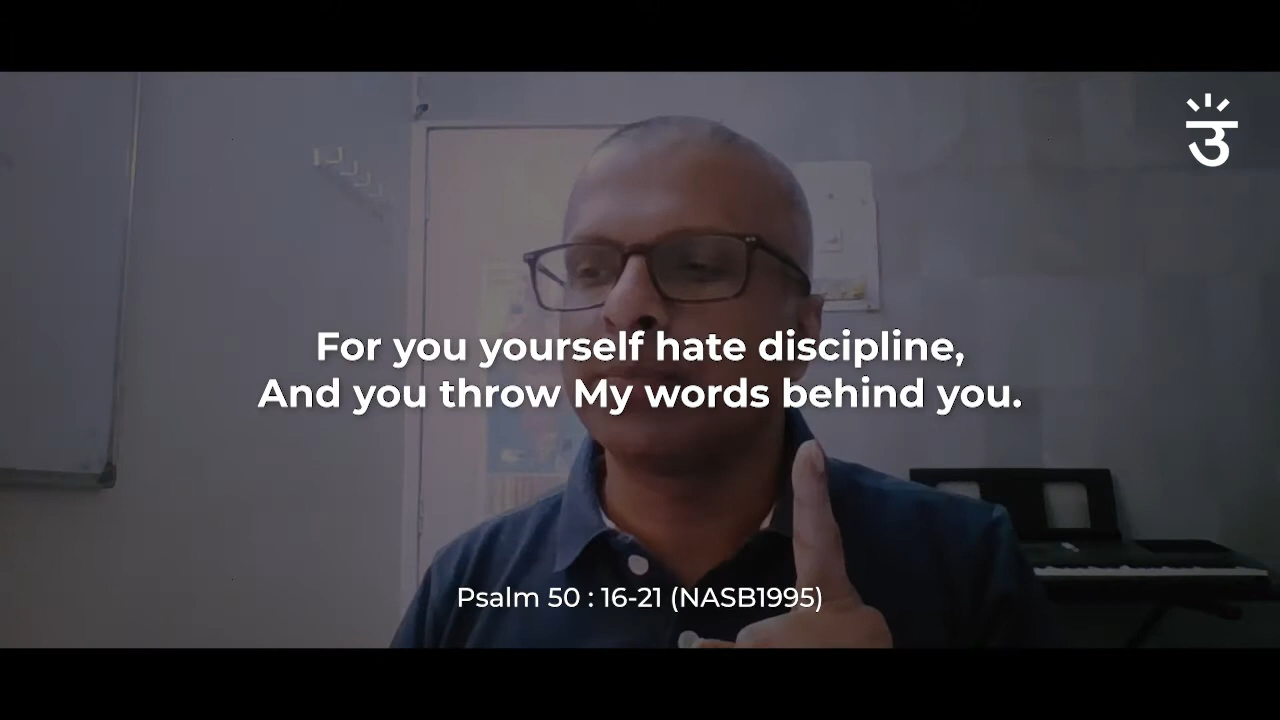 उ
For you yourself hate discipline,
And you throw My words behind you.
Psalm 50 : 16-21 (NASB1995)